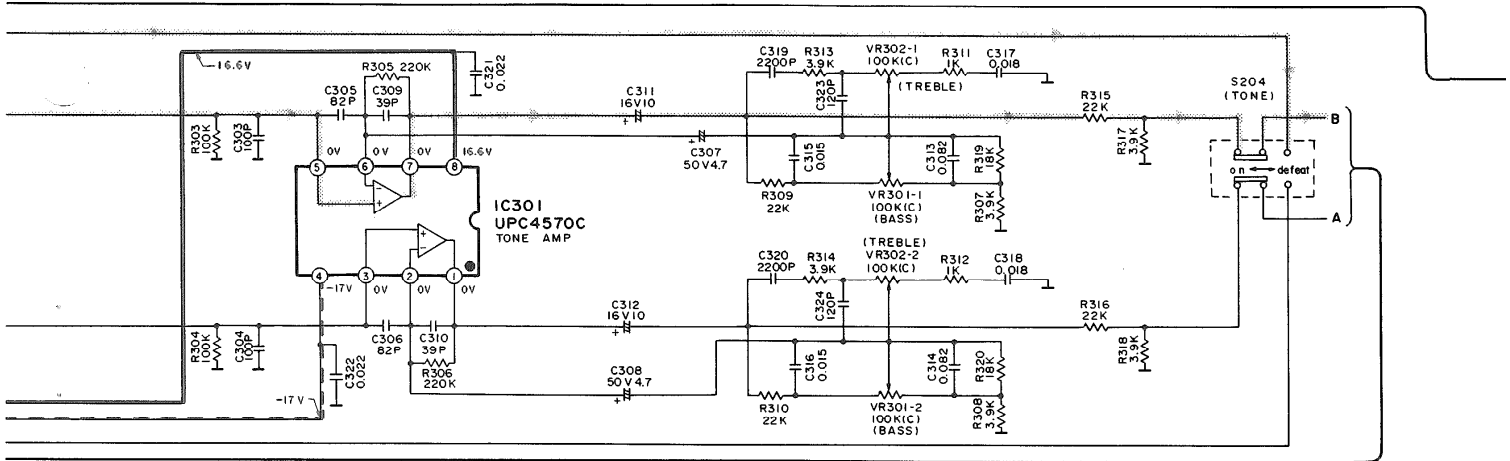 16.6V
R305 220K
C321
0.022
C305
82P
C309
39P
R303
100K
C303
100P
0V
0V
0V
16.6V
5
6
7
8
IC301
UPC4570C
TONE AMP
4
3
2
1
-17V
0V
0V
0V
R304
100K
C304
100P
C306
82P
C310
39P
R306
220K
C322
0.022
-17V
C311
16V10
+
C307
50V4.7
+
C312
16V10
+
C308
50V4.7
+
C319
2200P
R313
3.9K
VR302-1
100K(C)
(TREBLE)
R311
1K
C317
0.018
C323
120P
C315
0.015
C313
0.082
R319
18K
R309
22K
VR301-1
100K(C)
(BASS)
R307
3.9K
C320
2200P
R314
3.9K
(TREBLE)
VR302-2
100K(C)
R312
1K
C318
0.018
C324
120P
C316
0.015
C314
0.082
R320
18K
R310
22K
VR301-2
100K(C)
(BASS)
R308
3.9K
R315
22K
R317
3.9K
R316
22K
R318
3.9K
S204
(TONE)
on defeat
B
A